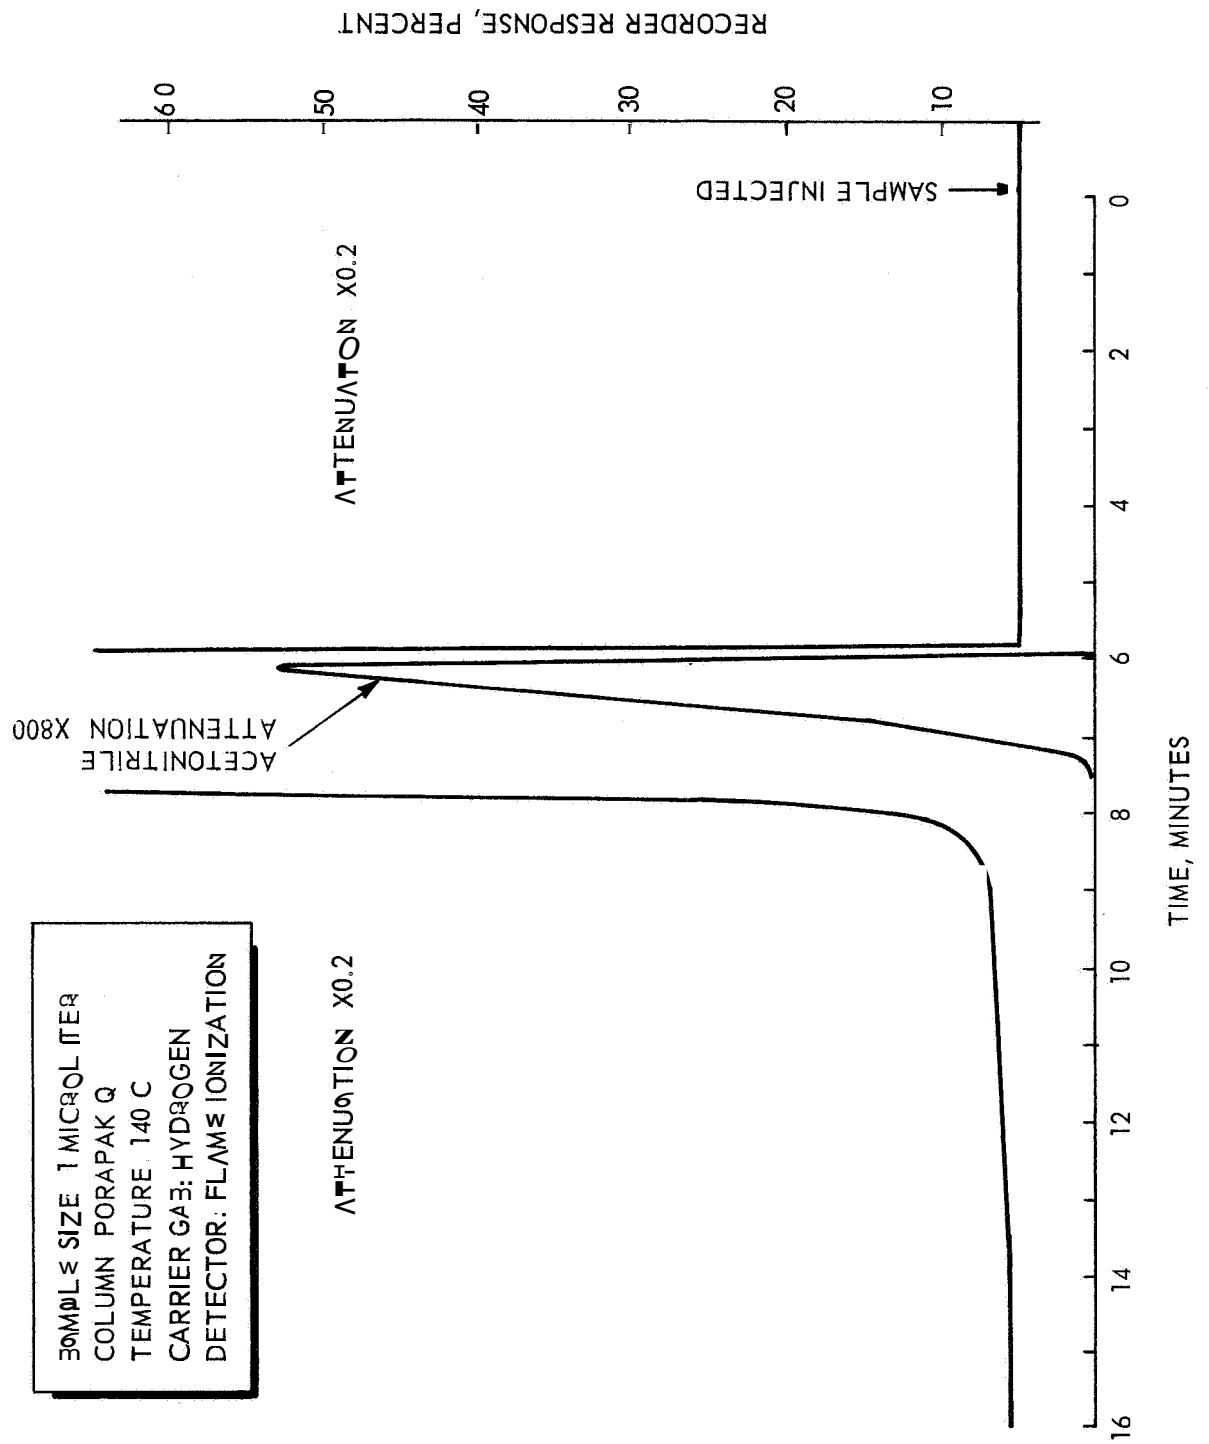 RECORDER RESPONSE, PERCENT
60
50
40
30
20
10
SAMPLE INJECTED
ATTENUATON X0.2
ACETONITRILE
ATTENUATION X800
ATTENUATION X0.2
SAMPLE SIZE 1 MICROLITER
COLUMN PORAPAK Q
TEMPERATURE 140 C
CARRIER GAS: HYDROGEN
DETECTOR: FLAME IONIZATION
16
14
12
10
8
6
4
2
0
TIME, MINUTES